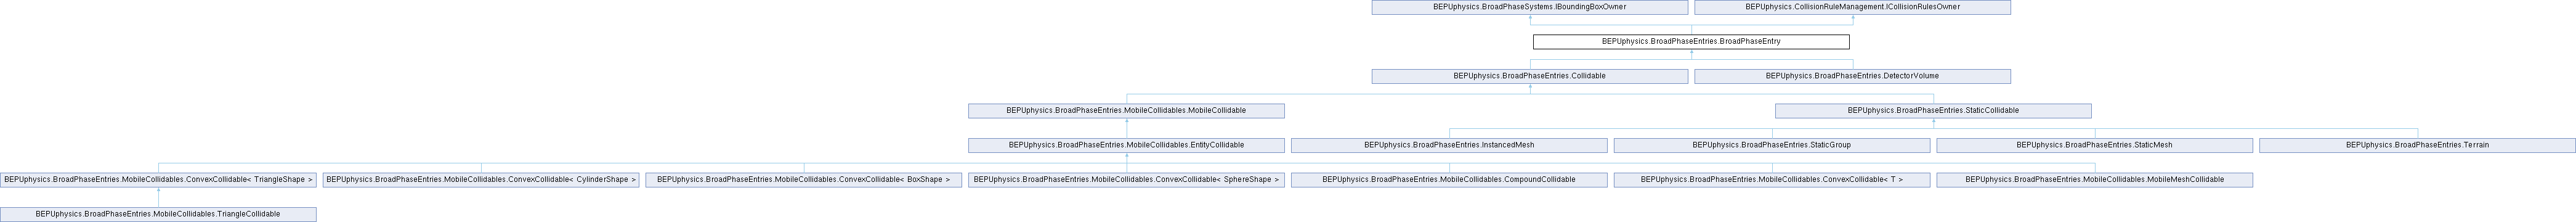 BEPUphysics.BroadPhaseSystems.IBoundingBoxOwner
BEPUphysics.CollisionRuleManagement.ICollisionRulesOwner
BEPUphysics.BroadPhaseEntries.BroadPhaseEntry
BEPUphysics.BroadPhaseEntries.Collidable
BEPUphysics.BroadPhaseEntries.DetectorVolume
BEPUphysics.BroadPhaseEntries.MobileCollidables.MobileCollidable
BEPUphysics.BroadPhaseEntries.StaticCollidable
BEPUphysics.BroadPhaseEntries.MobileCollidables.EntityCollidable
BEPUphysics.BroadPhaseEntries.InstancedMesh
BEPUphysics.BroadPhaseEntries.StaticGroup
BEPUphysics.BroadPhaseEntries.StaticMesh
BEPUphysics.BroadPhaseEntries.Terrain
BEPUphysics.BroadPhaseEntries.MobileCollidables.ConvexCollidable< TriangleShape >
BEPUphysics.BroadPhaseEntries.MobileCollidables.ConvexCollidable< CylinderShape >
BEPUphysics.BroadPhaseEntries.MobileCollidables.ConvexCollidable< BoxShape >
BEPUphysics.BroadPhaseEntries.MobileCollidables.ConvexCollidable< SphereShape >
BEPUphysics.BroadPhaseEntries.MobileCollidables.CompoundCollidable
BEPUphysics.BroadPhaseEntries.MobileCollidables.ConvexCollidable< T >
BEPUphysics.BroadPhaseEntries.MobileCollidables.MobileMeshCollidable
BEPUphysics.BroadPhaseEntries.MobileCollidables.TriangleCollidable